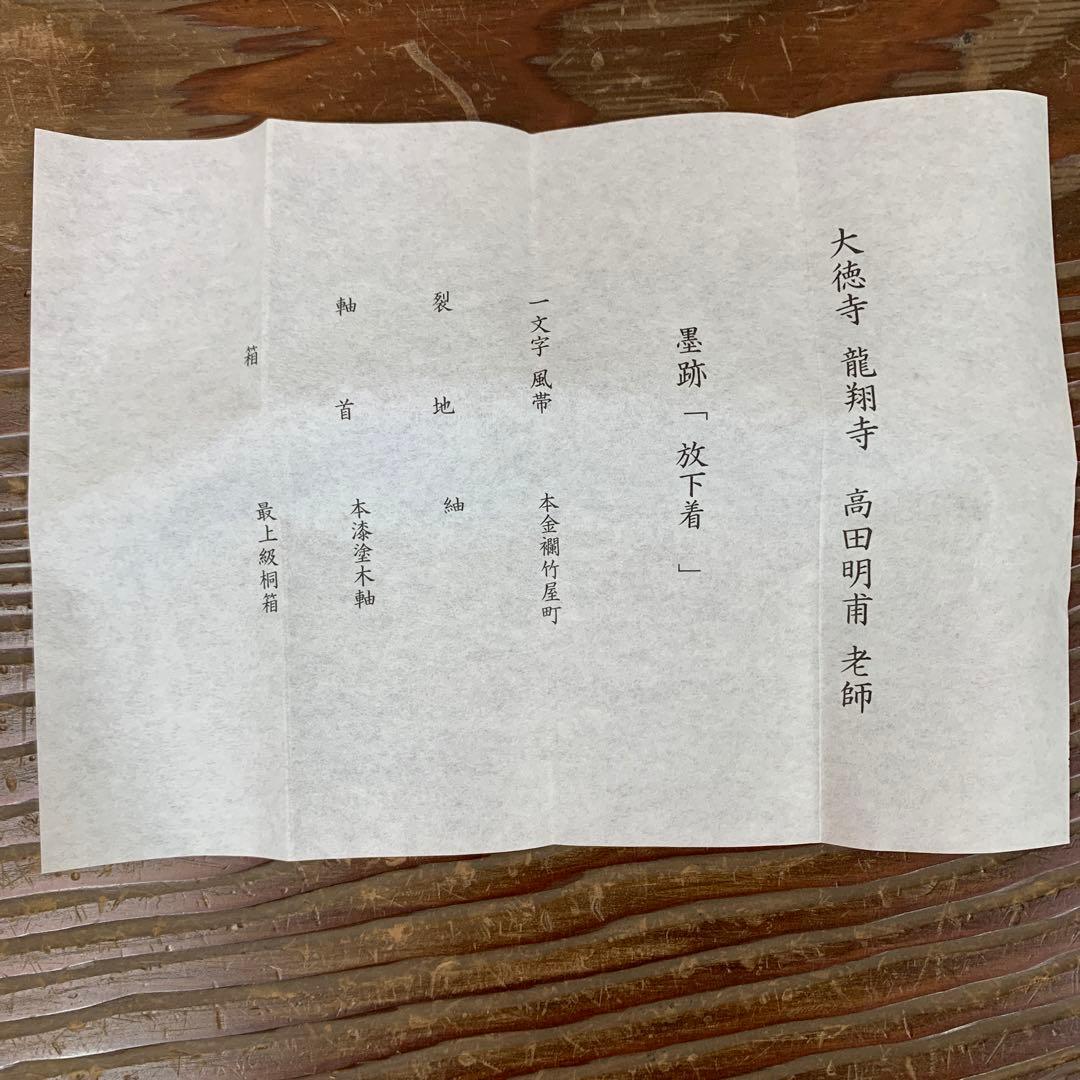 大徳寺 龍翔寺 高田明甫 老師
墨跡「放下着」
一文字 風帯 本金襴竹屋町
裂地 紬
軸首 本漆塗木軸
箱 最上級桐箱